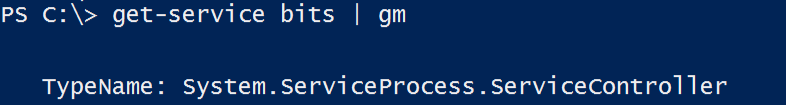 PS C:\> get-service bits | gm
TypeName: System.ServiceProcess.ServiceController